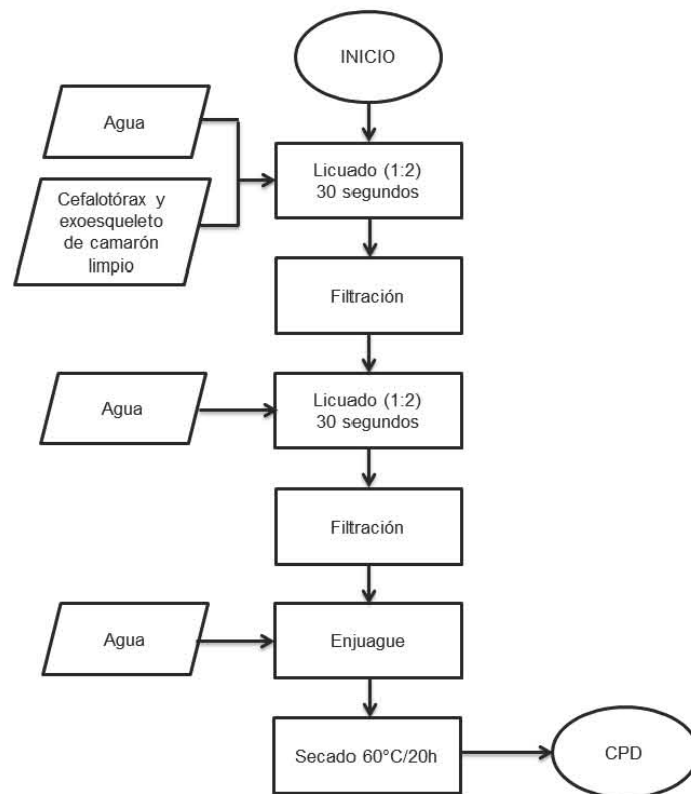 INICIO
Agua
Cefalotórax y
exoesqueleto
de camarón
limpio
Licuado (1:2)
30 segundos
Filtración
Agua
Licuado (1:2)
30 segundos
Filtración
Agua
Enjuague
Secado 60°C/20h
CPD